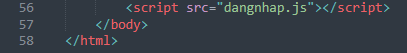 56 <script src="dangnhap.js"></script>
57 </body>
58 </html>